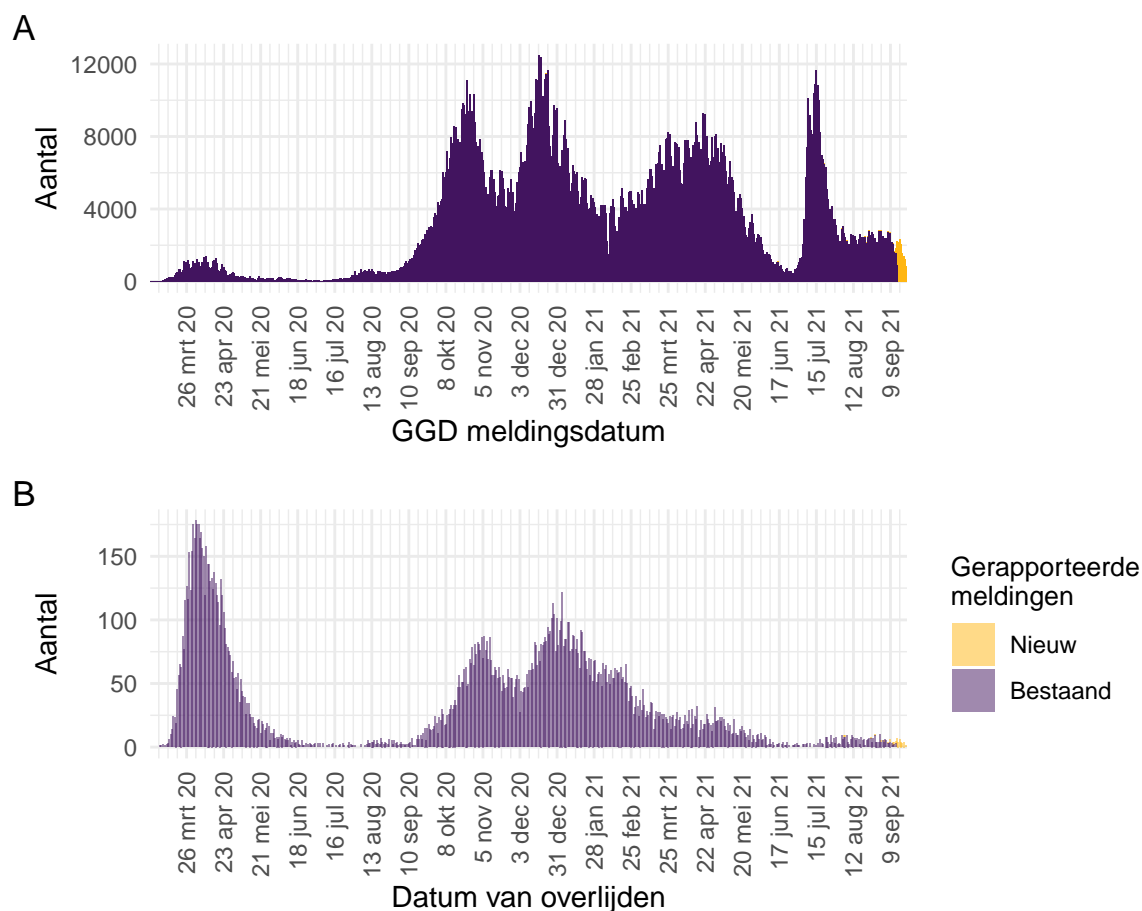 A
12000
8000
4000
0
Aantal
26 mrt 20
23 apr 20
21 mei 20
18 jun 20
16 jul 20
13 aug 20
10 sep 20
8 okt 20
5 nov 20
3 dec 20
31 dec 20
28 jan 21
25 feb 21
25 mrt 21
22 apr 21
20 mei 21
17 jun 21
15 jul 21
12 aug 21
9 sep 21
GGD meldingsdatum
B
150
100
50
0
Aantal
26 mrt 20
23 apr 20
21 mei 20
18 jun 20
16 jul 20
13 aug 20
10 sep 20
8 okt 20
5 nov 20
3 dec 20
31 dec 20
28 jan 21
25 feb 21
25 mrt 21
22 apr 21
20 mei 21
17 jun 21
15 jul 21
12 aug 21
9 sep 21
Datum van overlijden
Gerapporteerde
meldingen
Nieuw
Bestaand